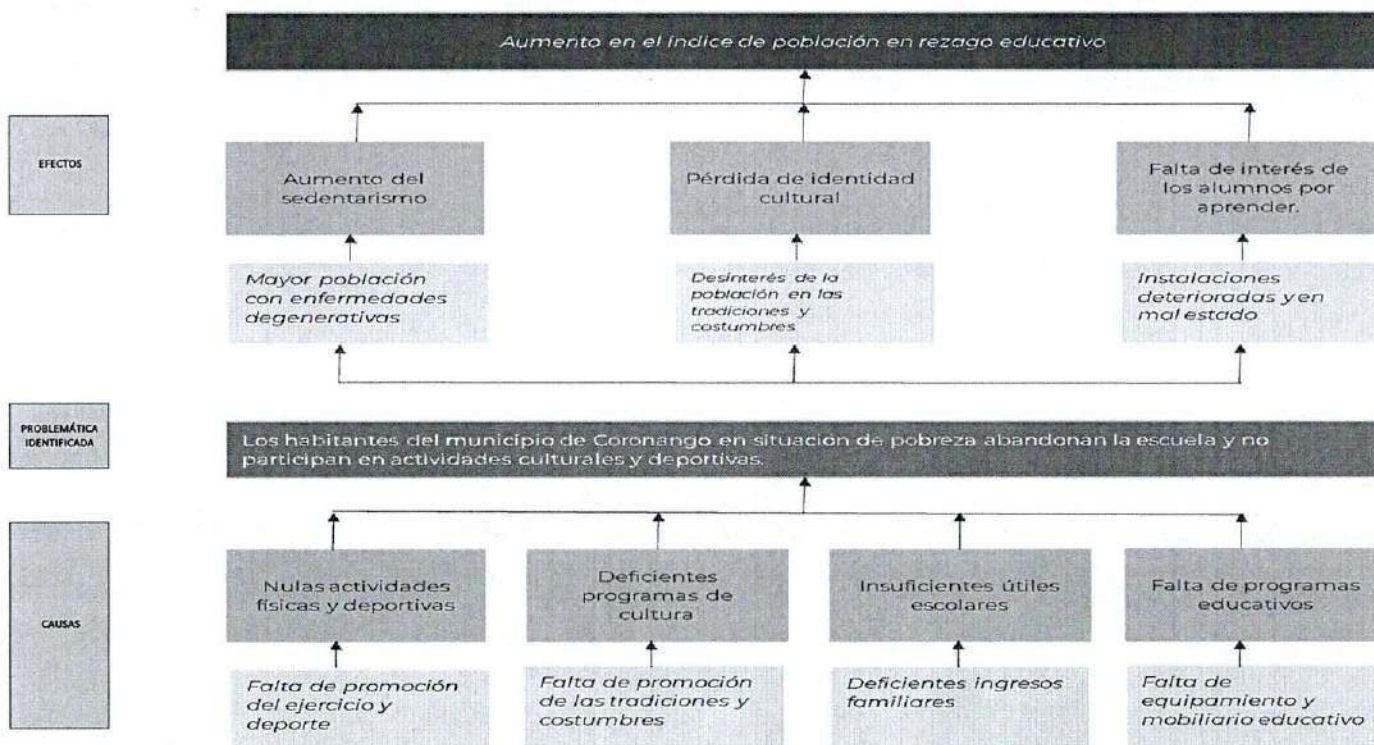 Aumento en el índice de población en rezago educativo
EFECTOS
Aumento del
sedentarismo
Pérdida de identidad
cultural
Falta de interés de
los alumnos por
aprender.
Mayor población
con enfermedades
degenerativas
Desinterés de la
población en las
tradiciones y
costumbres
Instalaciones
deterioradas y en
mal estado
PROBLEMÁTICA
IDENTIFICADA
Los habitantes del municipio de Coronango en situación de pobreza abandonan la escuela y no
participan en actividades culturales y deportivas.
CAUSAS
Nulas actividades
físicas y deportivas
Deficientes
programas de
cultura
Insuficientes útiles
escolares
Falta de programas
educativos
Falta de promoción
del ejercicio y
deporte
Falta de promoción
de las tradiciones y
costumbres
Deficientes ingresos
familiares
Falta de
equipamiento y
mobiliario educativo